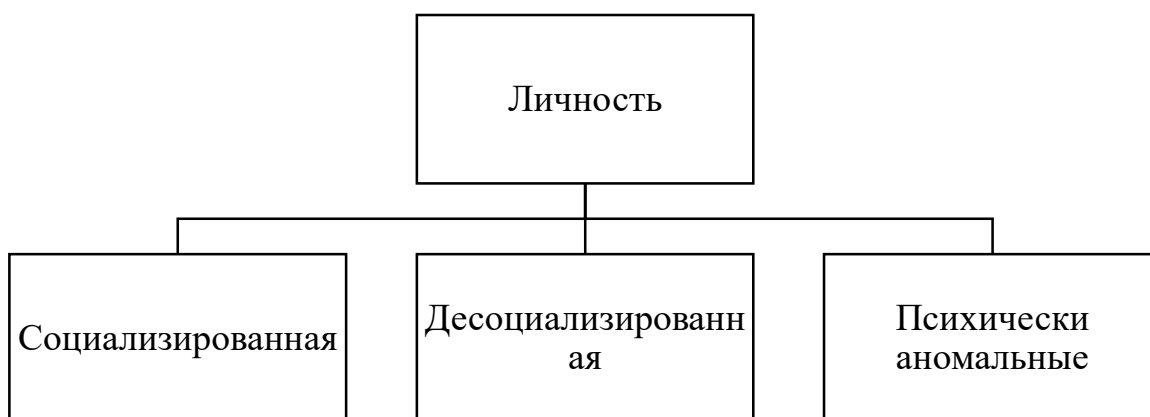 Личность
Социализированная
Десоциализированн
ая
Психически
аномальные